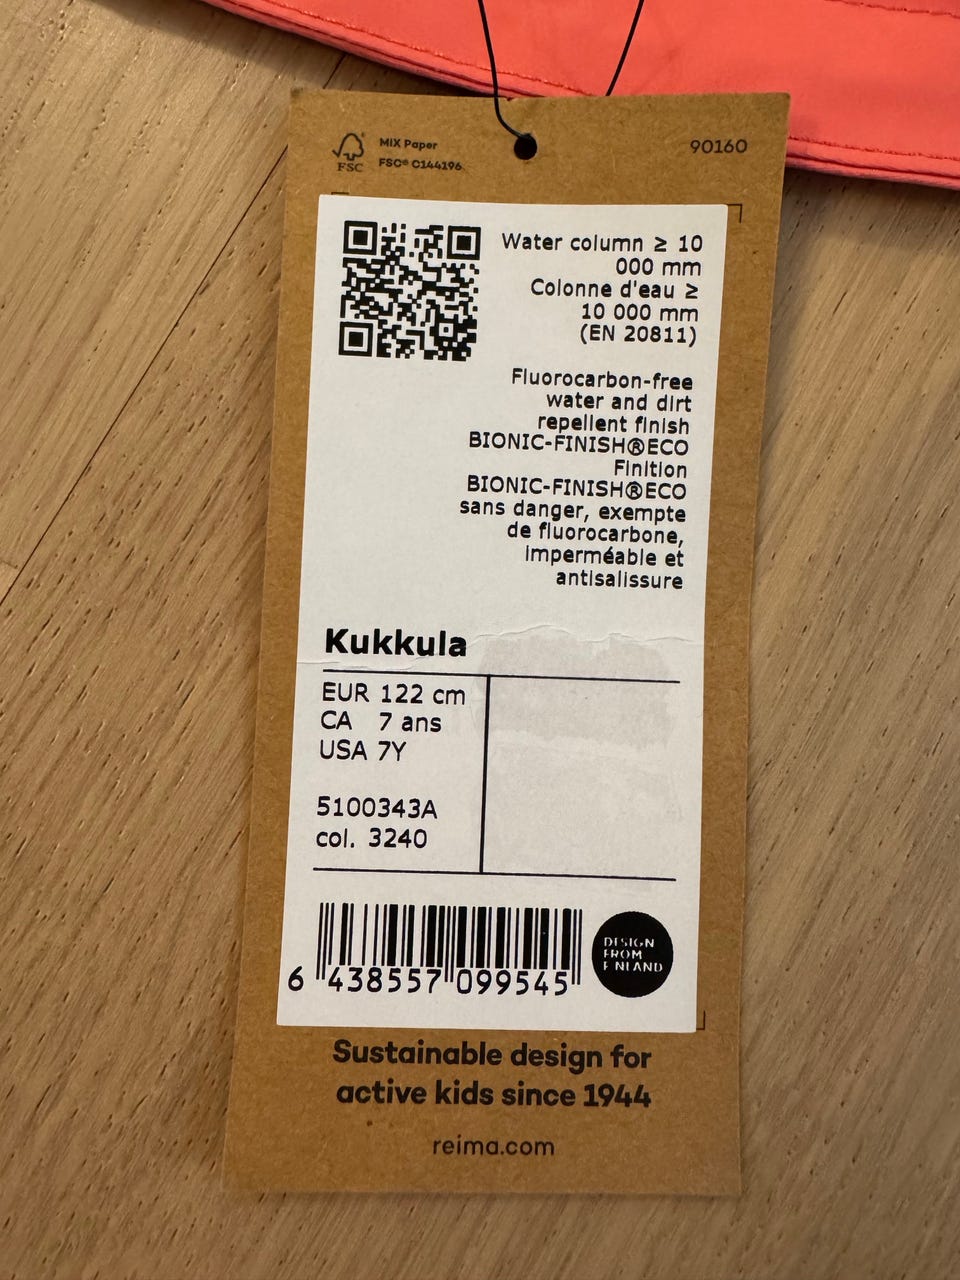 FSC
MIX Paper
FSC® C144196
90160
Water column ≥ 10
000 mm
Colonne d'eau ≥
10 000 mm
(EN 20811)
Fluorocarbon-free
water and dirt
repellent finish
BIONIC-FINISH®ECO
Finition
BIONIC-FINISH®ECO
sans danger, exempte
de fluorocarbone,
imperméable et
antisalissure
Kukkula
EUR 122 cm
CA 7 ans
USA 7Y
5100343A
col. 3240
6 438557 099545
DESIGN
FROM
FINLAND
Sustainable design for
active kids since 1944
reima.com